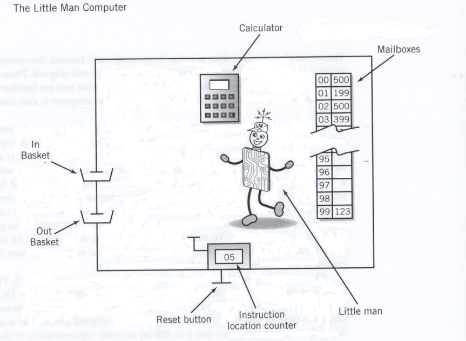 The Little Man Computer
Calculator
Mailboxes
00 500
01 199
02 500
03 399
95
96
97
98
99 123
In
Basket
Out
Basket
05
Reset button
Instruction
location counter
Little man